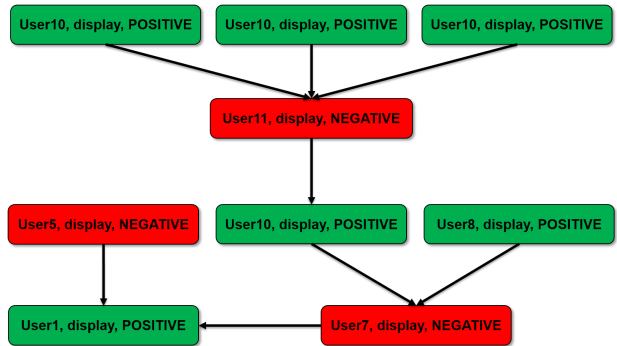 User10, display, POSITIVE
User10, display, POSITIVE
User10, display, POSITIVE
User11, display, NEGATIVE
User5, display, NEGATIVE
User10, display, POSITIVE
User8, display, POSITIVE
User1, display, POSITIVE
User7, display, NEGATIVE